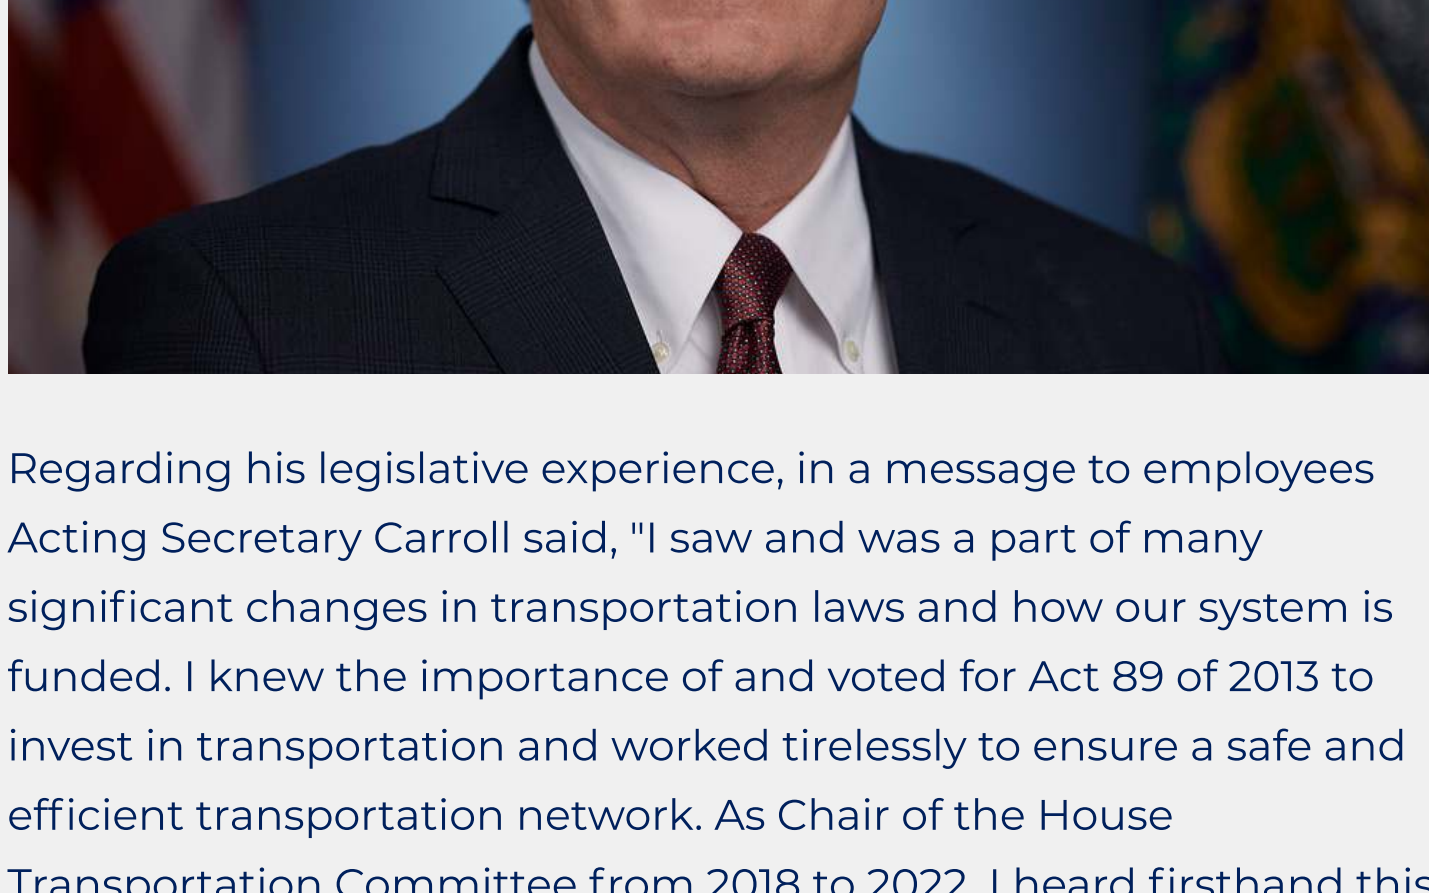 Regarding his legislative experience, in a message to employees
Acting Secretary Carroll said, "I saw and was a part of many
significant changes in transportation laws and how our system is
funded. I knew the importance of and voted for Act 89 of 2013 to
invest in transportation and worked tirelessly to ensure a safe and
efficient transportation network. As Chair of the House
Transportation Committee from 2018 to 2022, I heard firsthand this